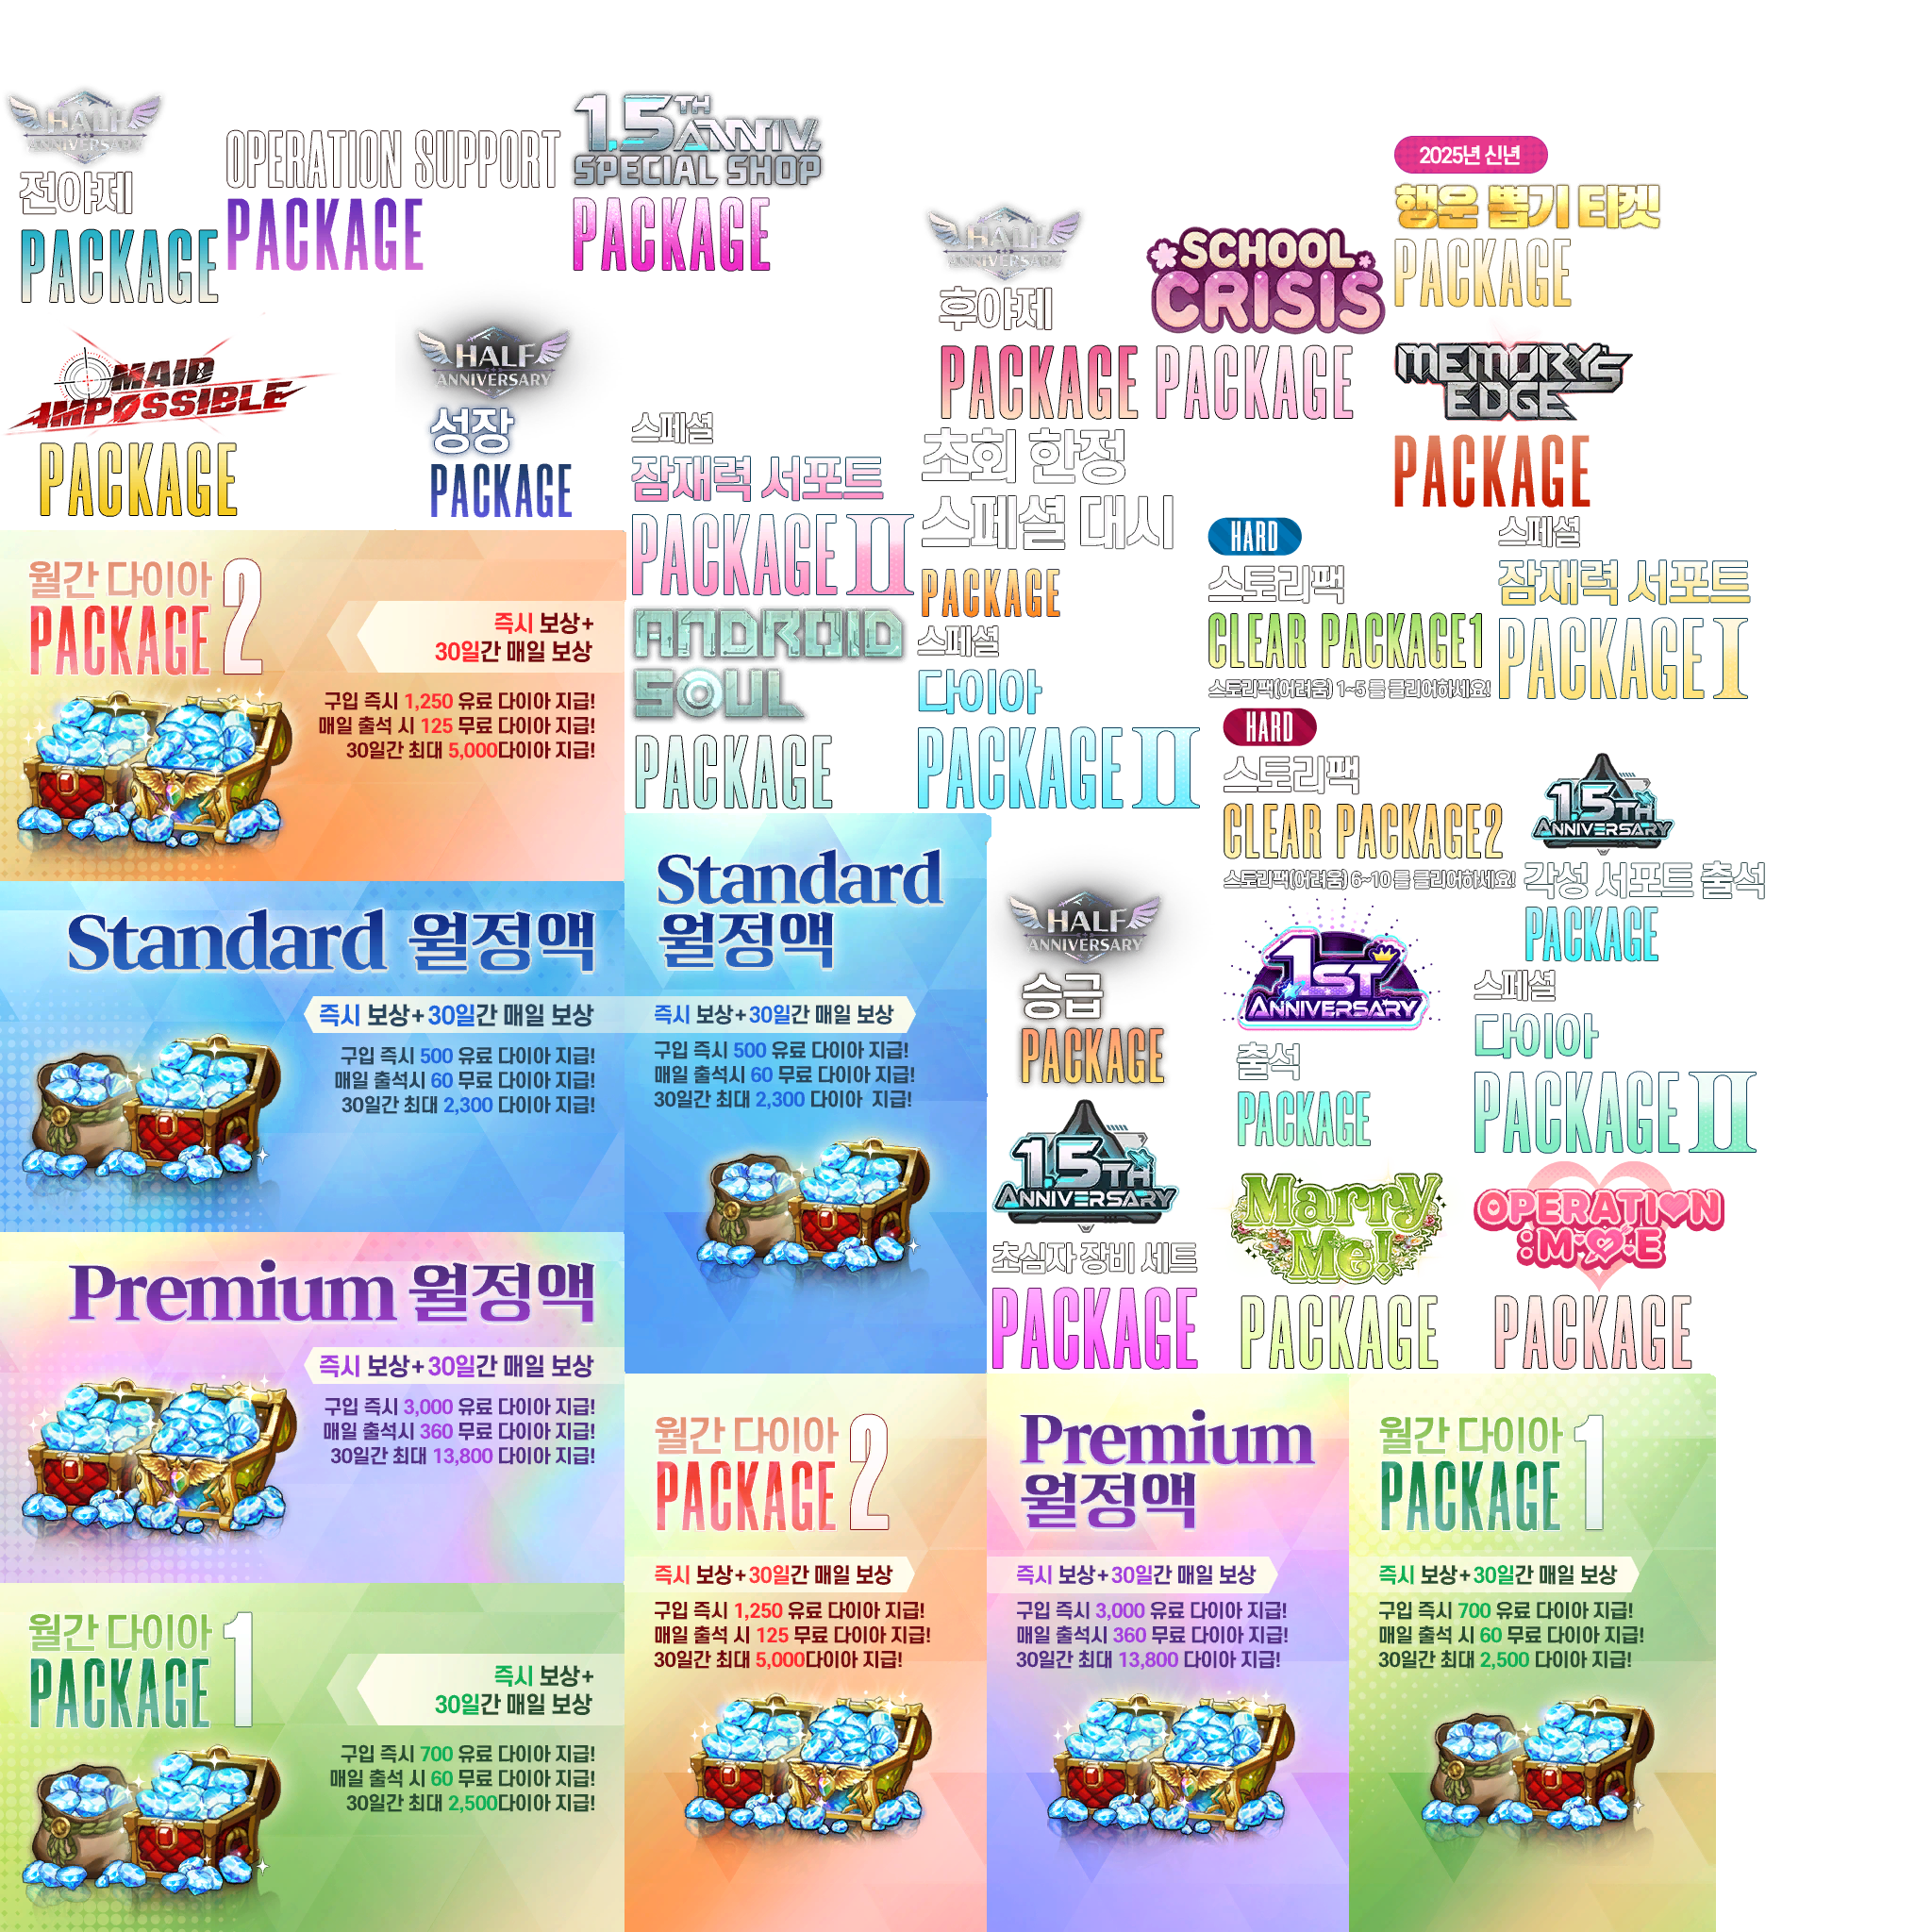 HALF
ANNIVERSARY
전야제
PACKAGE
OPERATION SUPPORT
PACKAGE
1.5TH ANNIV.
SPECIAL SHOP
PACKAGE
HALF
ANNIVERSARY
후야제
PACKAGE
SCHOOL
CRISIS
PACKAGE
2025년 신년
행운 뽑기 티켓
PACKAGE
MAID
IMPOSSIBLE
PACKAGE
HALF
ANNIVERSARY
성장
PACKAGE
스페셜
잠재력 서포트
PACKAGE II
초회 한정
스페셜 대시
PACKAGE
MEMORY's
EDGE
PACKAGE
HARD
스토리팩
CLEAR PACKAGE1
스토리팩(어려움) 1~5 를 클리어하세요!
스페셜
잠재력 서포트
PACKAGE I
ANDROID
SOUL
PACKAGE
스페셜
다이아
PACKAGE II
HARD
스토리팩
CLEAR PACKAGE2
스토리팩(어려움) 6~10 를 클리어하세요!
1.5TH
ANNIVERSARY
각성 서포트 출석
PACKAGE
월간 다이아
PACKAGE 2
즉시 보상+
30일간 매일 보상
구입 즉시 1,250 유료 다이아 지급!
매일 출석 시 125 무료 다이아 지급!
30일간 최대 5,000다이아 지급!
Standard 월정액
즉시 보상+30일간 매일 보상
구입 즉시 500 유료 다이아 지급!
매일 출석시 60 무료 다이아 지급!
30일간 최대 2,300 다이아 지급!
Standard
월정액
즉시 보상+30일간 매일 보상
구입 즉시 500 유료 다이아 지급!
매일 출석시 60 무료 다이아 지급!
30일간 최대 2,300 다이아 지급!
HALF
ANNIVERSARY
승급
PACKAGE
1ST
ANNIVERSARY
출석
PACKAGE
스페셜
다이아
PACKAGE II
1.5TH
ANNIVERSARY
초심자 장비 세트
PACKAGE
Marry
Me!
PACKAGE
OPERATION
:M·O·E
PACKAGE
Premium 월정액
즉시 보상+30일간 매일 보상
구입 즉시 3,000 유료 다이아 지급!
매일 출석시 360 무료 다이아 지급!
30일간 최대 13,800 다이아 지급!
월간 다이아
PACKAGE 1
즉시 보상+
30일간 매일 보상
구입 즉시 700 유료 다이아 지급!
매일 출석 시 60 무료 다이아 지급!
30일간 최대 2,500다이아 지급!
월간 다이아
PACKAGE 2
즉시 보상+30일간 매일 보상
구입 즉시 1,250 유료 다이아 지급!
매일 출석 시 125 무료 다이아 지급!
30일간 최대 5,000다이아 지급!
Premium
월정액
즉시 보상+30일간 매일 보상
구입 즉시 3,000 유료 다이아 지급!
매일 출석시 360 무료 다이아 지급!
30일간 최대 13,800 다이아 지급!
월간 다이아
PACKAGE 1
즉시 보상+30일간 매일 보상
구입 즉시 700 유료 다이아 지급!
매일 출석 시 60 무료 다이아 지급!
30일간 최대 2,500 다이아 지급!